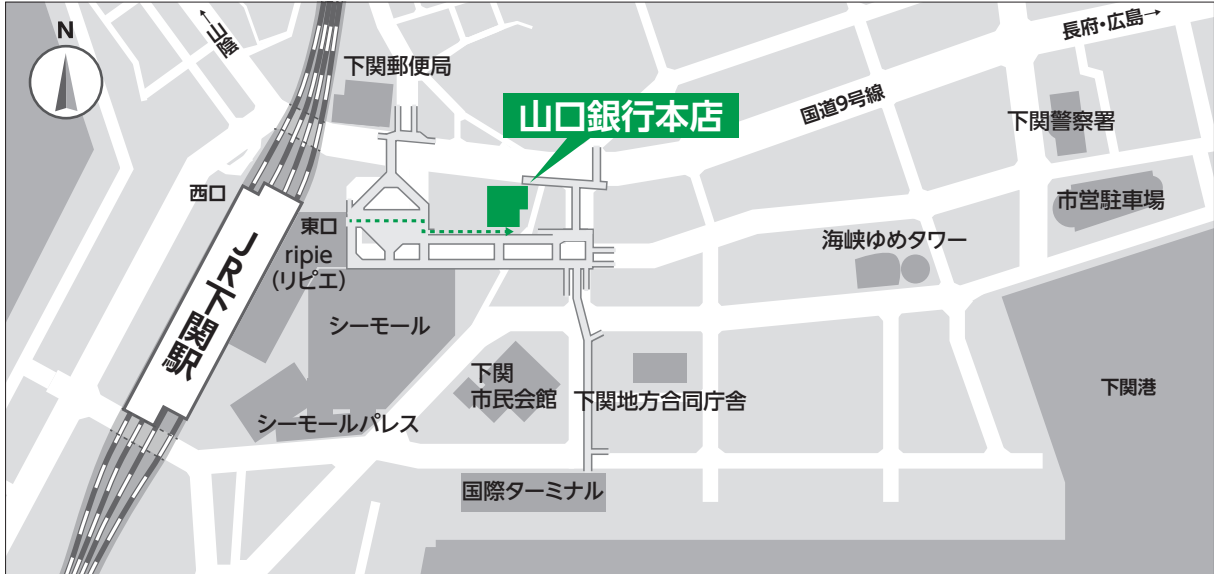 N
←山陰
下関郵便局
山口銀行本店
国道9号線
長府・広島→
下関警察署
市営駐車場
西口
東口
ripie
(リピエ)
JR下関駅
海峡ゆめタワー
シーモール
下関
市民会館
下関地方合同庁舎
下関港
シーモールパレス
国際ターミナル